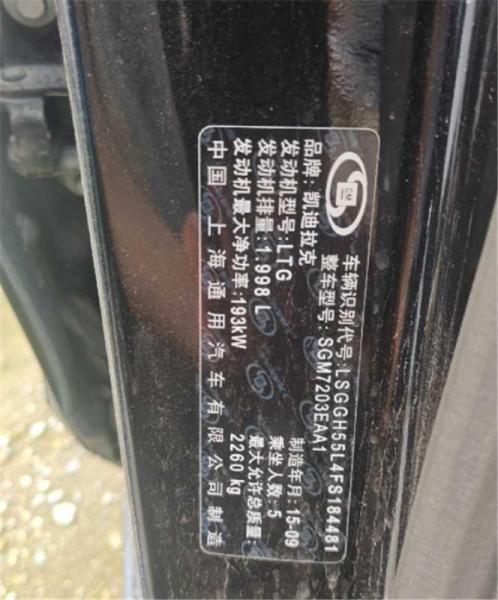 GM
车辆识别代号:LSGGH55L4FS184481
整车型号:SGM7203EAA1
品牌:凯迪拉克
制造年月:15-09
发动机型号:LTG
乘坐人数:5
发动机排量:1.998 L
最大允许总质量:
发动机最大净功率:193kW
2260 kg
中国 上海通用汽车有限公司制造